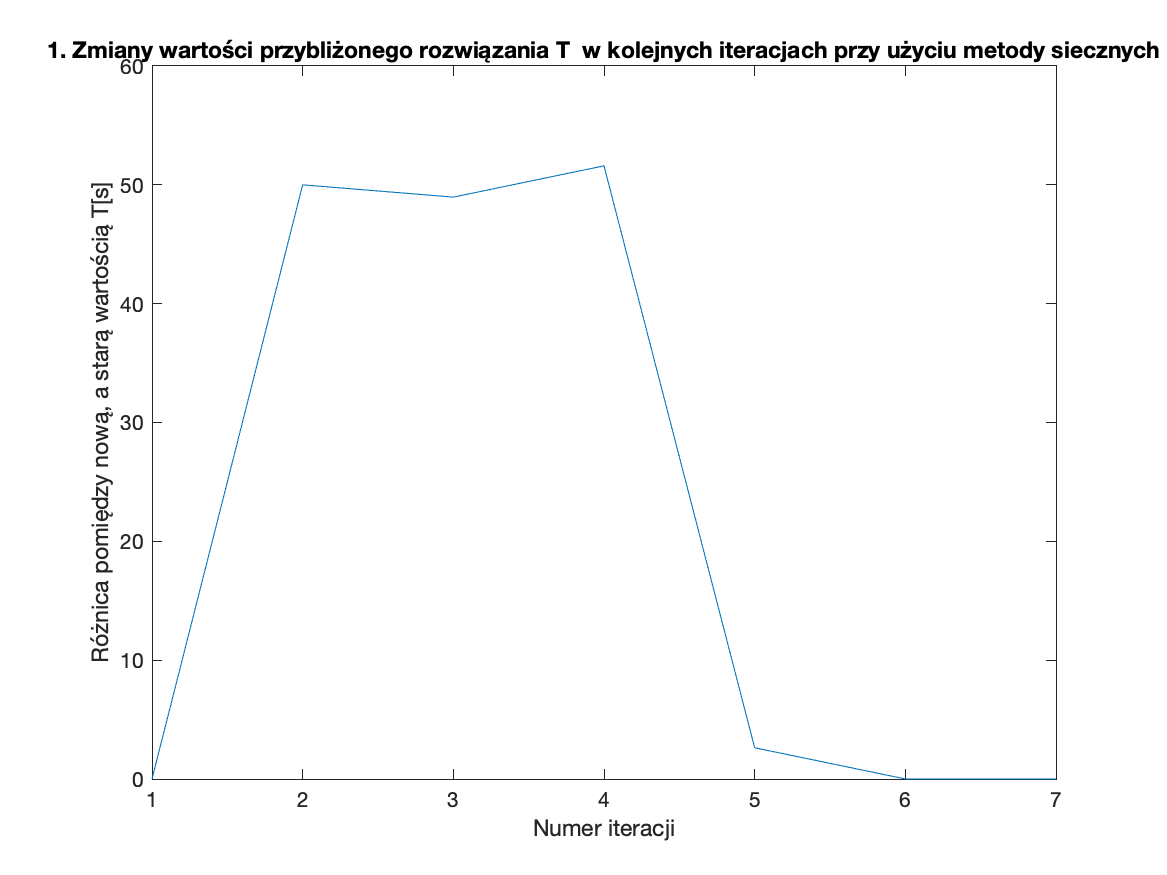 1. Zmiany wartości przybliżonego rozwiązania T  w kolejnych iteracjach przy użyciu metody siecznych
60
50
40
30
20
10
0
Różnica pomiędzy nową, a starą wartością T[s]
1 2 3 4 5 6 7
Numer iteracji